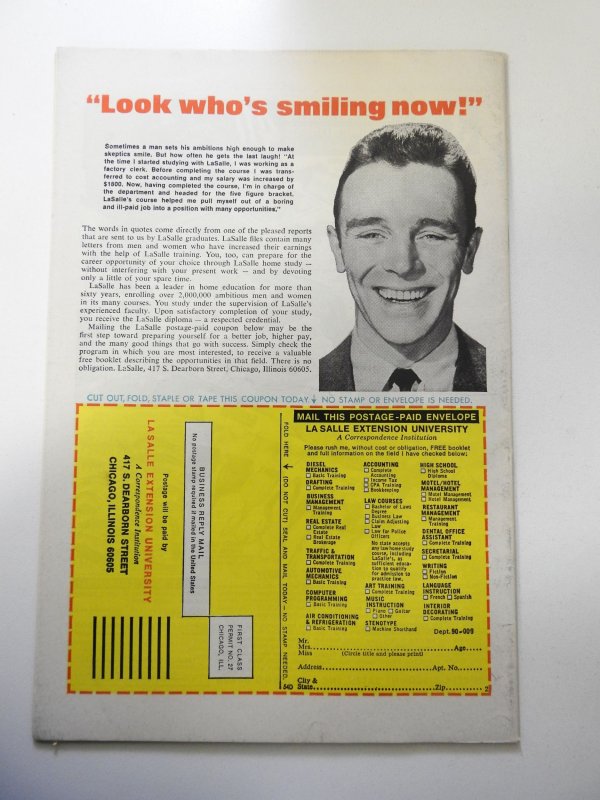 “Look who’s smiling now!”
Sometimes a man sets his ambitions high enough to make
skeptics smile. But how often he gets the last laugh! “At
the time I started studying with LaSalle, I was working as a
factory clerk. Before completing the course I was trans-
ferred to cost accounting and my salary was increased by
$1800. Now, having completed the course, I’m in charge of
the department and headed for the five figure bracket.
LaSalle’s course helped me pull myself out of a boring
and ill-paid job into a position with many opportunities.”
The words in quotes come directly from one of the pleased reports
that are sent to us by LaSalle graduates. LaSalle files contain many
letters from men and women who have increased their earnings
with the help of LaSalle training. You, too, can prepare for the
career opportunity of your choice through LaSalle home study —
without interfering with your present work — and by devoting
only a little of your spare time.
LaSalle has been a leader in home education for more than
sixty years, enrolling over 2,000,000 ambitious men and women
in its many courses. You study under the supervision of LaSalle’s
experienced faculty. Upon satisfactory completion of your study,
you receive the LaSalle diploma — a respected credential.
Mailing the LaSalle postage-paid coupon below may be the
first step toward preparing yourself for a better job, higher pay,
and the many good things that go with success. Simply check the
program in which you are most interested, to receive a valuable
free booklet describing the opportunities in that field. There is no
obligation. LaSalle, 417 S. Dearborn Street, Chicago, Illinois 60605.
CUT OUT, FOLD, STAPLE OR TAPE THIS COUPON TODAY ↓ NO STAMP OR ENVELOPE IS NEEDED.
BUSINESS REPLY MAIL
No postage stamp required if mailed in the United States
FIRST CLASS
PERMIT NO. 27
CHICAGO, ILL.
Postage will be paid by
LA SALLE EXTENSION UNIVERSITY
A Correspondence Institution
417 S. DEARBORN STREET
CHICAGO, ILLINOIS 60605
FOLD HERE ↓ (DO NOT CUT) SEAL AND MAIL TODAY — NO STAMP NEEDED.
540
MAIL THIS POSTAGE-PAID ENVELOPE
LA SALLE EXTENSION UNIVERSITY
A Correspondence Institution
Please rush me, without cost or obligation, FREE booklet
and full information on the field I have checked below:
DIESEL
MECHANICS
Basic Training
DRAFTING
Complete Training
BUSINESS
MANAGEMENT
Management
Training
REAL ESTATE
Complete Real
Estate
Real Estate
Brokerage
TRAFFIC &
TRANSPORTATION
Complete Training
AUTOMOTIVE
MECHANICS
Basic Training
COMPUTER
PROGRAMMING
Basic Training
AIR CONDITIONING
& REFRIGERATION
Basic Training
ACCOUNTING
Complete
Accounting
Income Tax
CPA Training
Bookkeeping
LAW COURSES
Bachelor of Laws
Degree
Business Law
Claim Adjusting
Law
Law for Police
Officers
No state accepts
any law home study
course, including
LaSalle’s, as
sufficient educa-
tion to qualify
for admission to
practice law.
ART TRAINING
Complete Training
MUSIC
INSTRUCTION
Piano Guitar
Other
STENOTYPE
Machine Shorthand
HIGH SCHOOL
High School
Diploma
MOTEL/HOTEL
MANAGEMENT
Motel Management
Hotel Management
RESTAURANT
MANAGEMENT
Management
Training
DENTAL OFFICE
ASSISTANT
Complete Training
SECRETARIAL
Complete Training
WRITING
Fiction
Non-Fiction
LANGUAGE
INSTRUCTION
French Spanish
INTERIOR
DECORATING
Complete Training
Dept. 90-009
Mr.
Mrs. Age
Miss (Circle title and please print)
Address Apt. No.
City &
State Zip 2